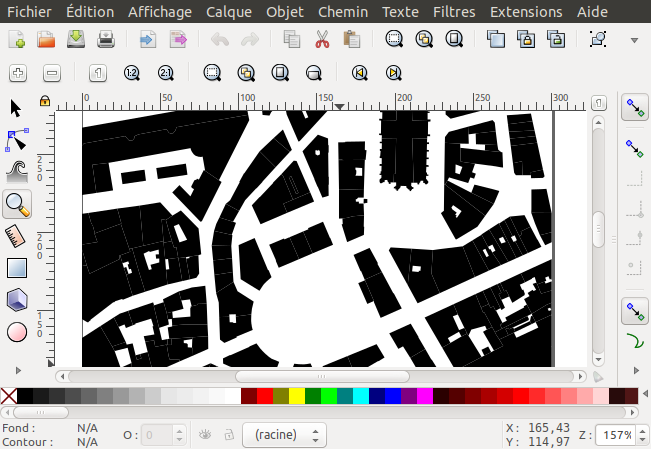 Fichier Édition Affichage Calque Objet Chemin Texte Filtres Extensions Aide
1:2 2:1
0 50 100 150 200 250 300
250
200
150
Fond : N/A O : 0 (racine) X : 165,43 Z : 157%
Contour : N/A Y : 114,97